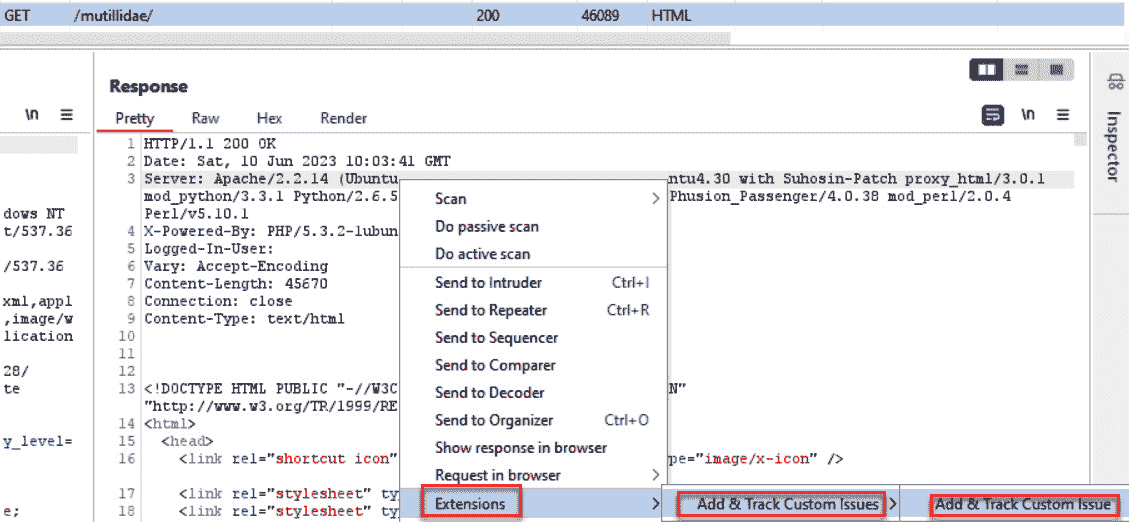 GET /mutillidae/ 200 46089 HTML
Response
\n
Pretty Raw Hex Render
\n
Inspector
dows NT
t/537.36
/537.36
xml,appl
,image/w
lication
28/
te
y_level=
e;
1 HTTP/1.1 200 OK
2 Date: Sat, 10 Jun 2023 10:03:41 GMT
3 Server: Apache/2.2.14 (Ubuntu ntu4.30 with Suhosin-Patch proxy_html/3.0.1
mod_python/3.3.1 Python/2.6.5 Phusion_Passenger/4.0.38 mod_perl/2.0.4
Perl/v5.10.1
4 X-Powered-By: PHP/5.3.2-1ubun
5 Logged-In-User:
6 Vary: Accept-Encoding
7 Content-Length: 45670
8 Connection: close
9 Content-Type: text/html
10
11
12
13 <!DOCTYPE HTML PUBLIC "-//W3C N"
"http://www.w3.org/TR/1999/RE
14 <html>
15 <head>
16 <link rel="shortcut icon" pe="image/x-icon" />
17 <link rel="stylesheet" ty
18 <link rel="stylesheet" ty
Scan
Do passive scan
Do active scan
Send to Intruder Ctrl+I
Send to Repeater Ctrl+R
Send to Sequencer
Send to Comparer
Send to Decoder
Send to Organizer Ctrl+O
Show response in browser
Request in browser
Extensions
Add & Track Custom Issues
Add & Track Custom Issue